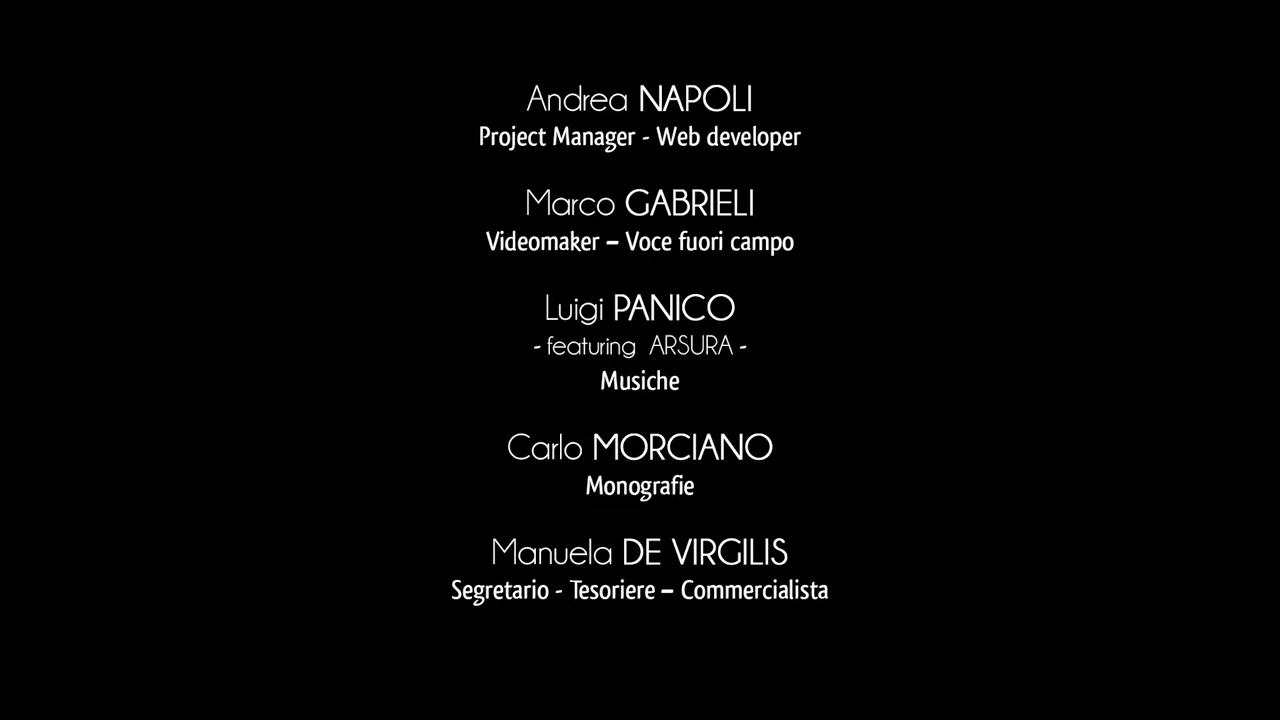 Andrea NAPOLI
Project Manager - Web developer
Marco GABRIELI
Videomaker – Voce fuori campo
Luigi PANICO
- featuring ARSURA -
Musiche
Carlo MORCIANO
Monografie
Manuela DE VIRGILIS
Segretario - Tesoriere – Commercialista